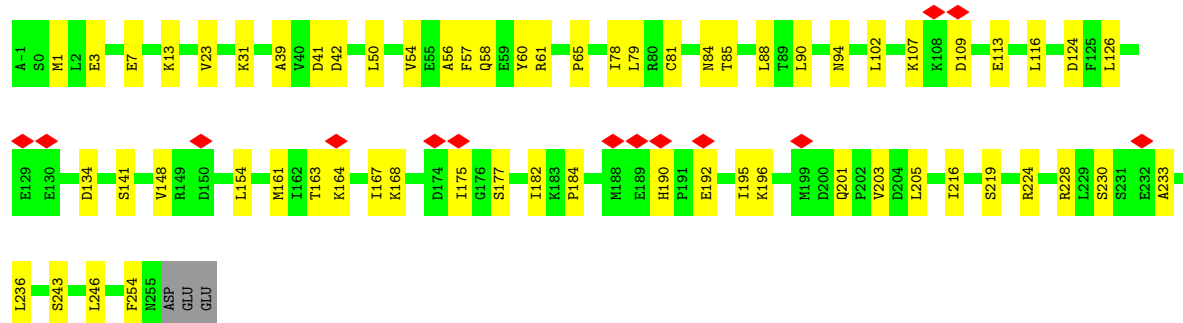 A-1 S0 M1 L2 E3 E7 K13 V23 K31 A39 V40 D41 D42 L50 V54 E55 A56 F57 Q58 E59 Y60 R61 P65 I78 L79 R80 C81 N84 T85 L88 T89 L90 N94 L102 K107 K108 D109 E113 L116 D124 F125 L126
E129 E130 D134 S141 V148 R149 D150 L154 M161 I162 T163 K164 I167 K168 D174 I175 G176 S177 I182 K183 P184 M188 E189 H190 P191 E192 I195 K196 M199 D200 Q201 P202 V203 D204 L205 I216 S219 R224 R228 L229 S230 S231 E232 A233
L236 S243 L246 F254 N255 ASP GLU GLU